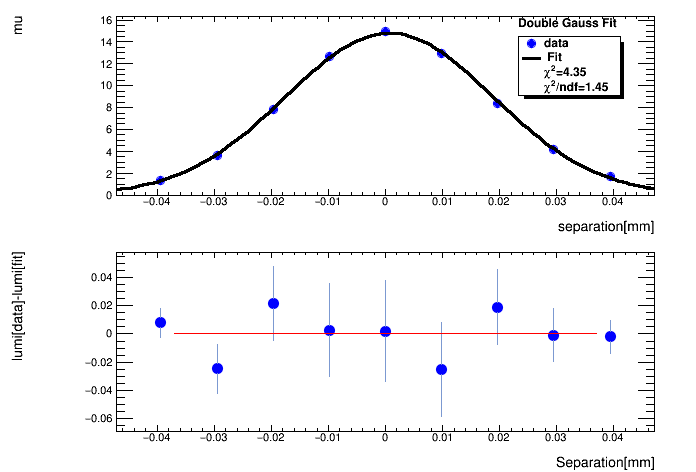 mu
Double Gauss Fit
data
Fit
χ²=4.35
χ²/ndf=1.45
16
14
12
10
8
6
4
2
0
−0.04 −0.03 −0.02 −0.01 0 0.01 0.02 0.03 0.04
separation[mm]
lumi[data]-lumi[fit]
0.04
0.02
0
−0.02
−0.04
−0.06
−0.04 −0.03 −0.02 −0.01 0 0.01 0.02 0.03 0.04
Separation[mm]